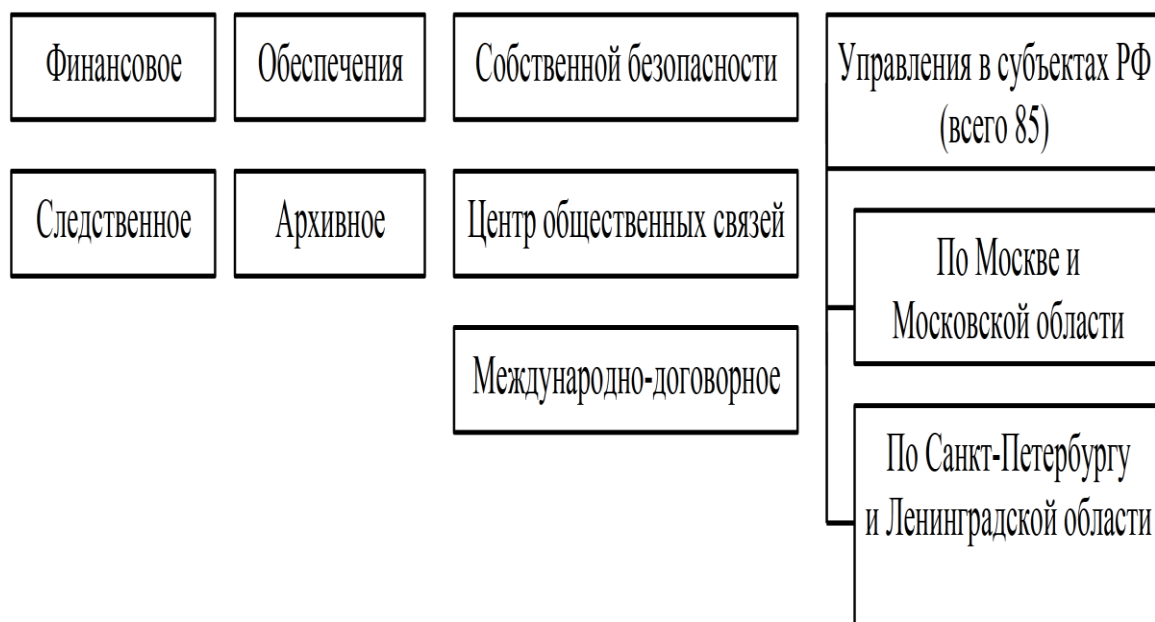 Финансовое
Обеспечения
Собственной безопасности
Управления в субъектах РФ
(всего 85)
Следственное
Архивное
Центр общественных связей
По Москве и
Московской области
Международно-договорное
По Санкт-Петербургу
и Ленинградской области